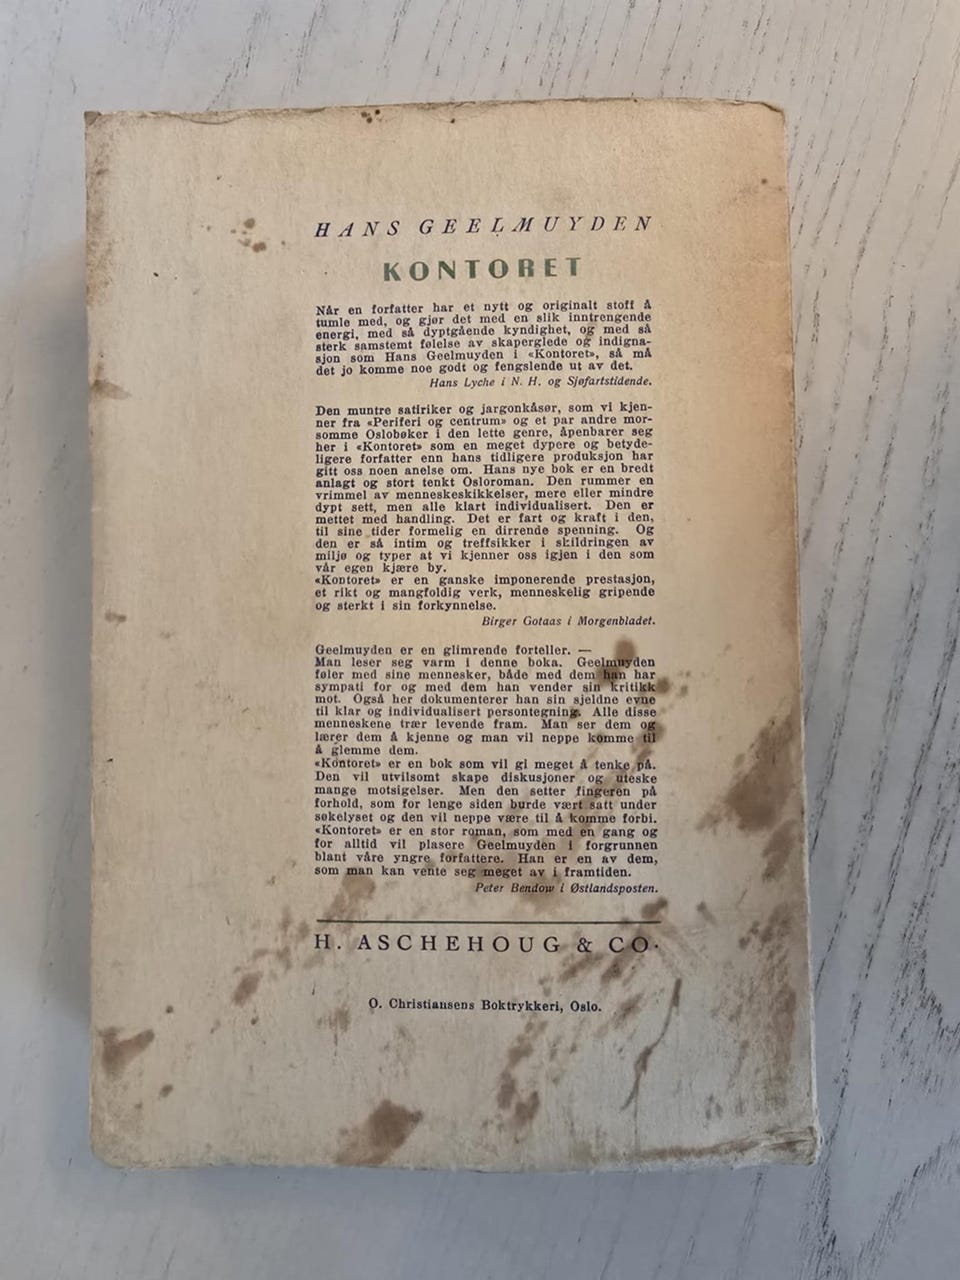 HANS GEELMUYDEN
KONTORET
Når en forfatter har et nytt og originalt stoff å
tumle med, og gjør det med en slik inntrengende
energi, med så dyptgående kyndighet, og med så
sterk samstemt følelse av skaperglede og indigna-
sjon som Hans Geelmuyden i «Kontoret», så må
det jo komme noe godt og fengslende ut av det.
Hans Lyche i N. H. og Sjøfartstidende.
Den muntre satiriker og jargonkåsør, som vi kjen-
ner fra «Periferi og centrum» og et par andre mor-
somme Oslobøker i den lette genre, åpenbarer seg
her i «Kontoret» som en meget dypere og betyde-
ligere forfatter enn hans tidligere produksjon har
gitt oss noen anelse om. Hans nye bok er en bredt
anlagt og stort tenkt Osloroman. Den rummer en
vrimmel av menneskeskikkelser, mere eller mindre
dypt sett, men alle klart individualisert. Den er
mettet med handling. Det er fart og kraft i den,
til sine tider formelig en dirrende spenning. Og
den er så intim og treffsikker i skildringen av
miljø og typer at vi kjenner oss igjen i den som
vår egen kjære by.
«Kontoret» er en ganske imponerende prestasjon,
et rikt og mangfoldig verk, menneskelig gripende
og sterkt i sin forkynnelse.
Birger Gotaas i Morgenbladet.
Geelmuyden er en glimrende forteller. —
Man leser seg varm i denne boka. Geelmuyden
føler med sine mennesker, både med dem han har
sympati for og med dem han vender sin kritikk
mot. Også her dokumenterer han sin sjeldne evne
til klar og individualisert persontegning. Alle disse
menneskene trær levende fram. Man ser dem og
lærer dem å kjenne og man vil neppe komme til
å glemme dem.
«Kontoret» er en bok som vil gi meget å tenke på.
Den vil utvilsomt skape diskusjoner og uteske
mange motsigelser. Men den setter fingeren på
forhold, som for lenge siden burde vært satt under
søkelyset og den vil neppe være til å komme forbi.
«Kontoret» er en stor roman, som med en gang og
for alltid vil plasere Geelmuyden i forgrunnen
blant våre yngre forfattere. Han er en av dem,
som man kan vente seg meget av i framtiden.
Peter Bendow i Østlandsposten.
H. ASCHEHOUG & CO.
O. Christiansens Boktrykkeri, Oslo.